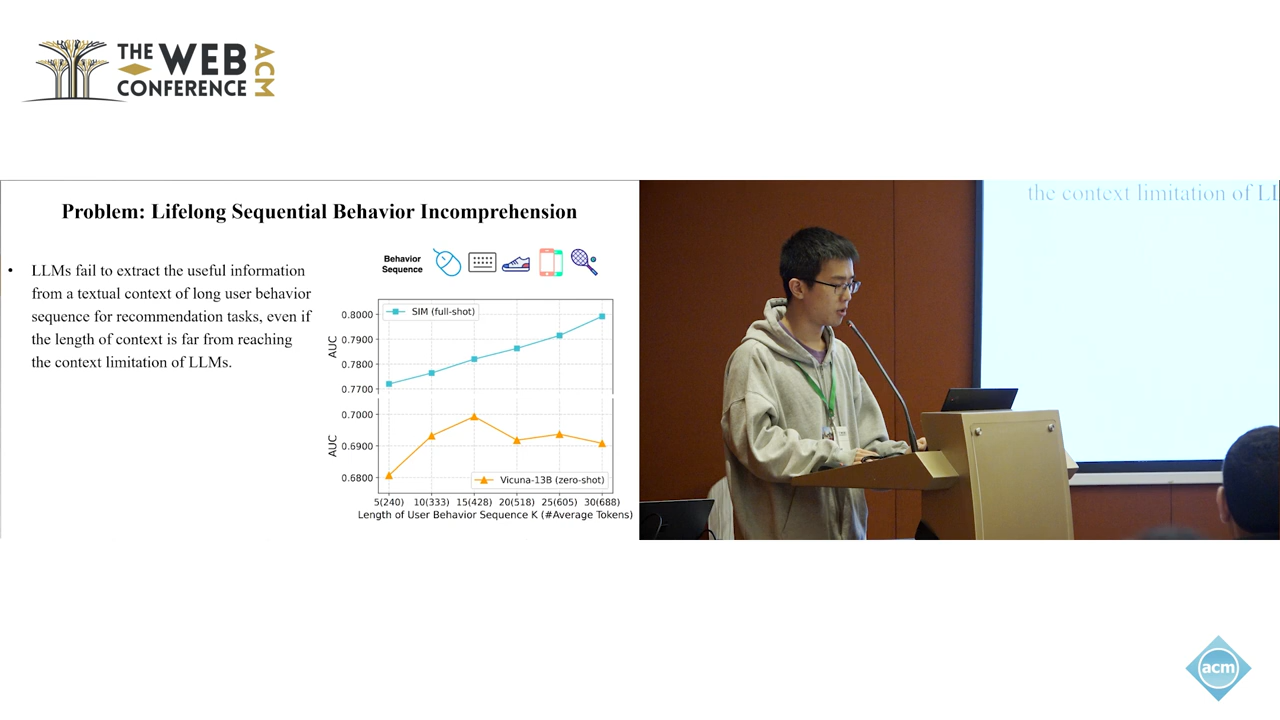 THE WEB
CONFERENCE
ACM
Problem: Lifelong Sequential Behavior Incomprehension
• LLMs fail to extract the useful information
from a textual context of long user behavior
sequence for recommendation tasks, even if
the length of context is far from reaching
the context limitation of LLMs.
Behavior
Sequence
SIM (full-shot)
0.8000
0.7900
0.7800
0.7700
AUC
0.7000
0.6900
0.6800
AUC
Vicuna-13B (zero-shot)
5(240) 10(333) 15(428) 20(518) 25(605) 30(688)
Length of User Behavior Sequence K (#Average Tokens)
the context limitation of LL
acm